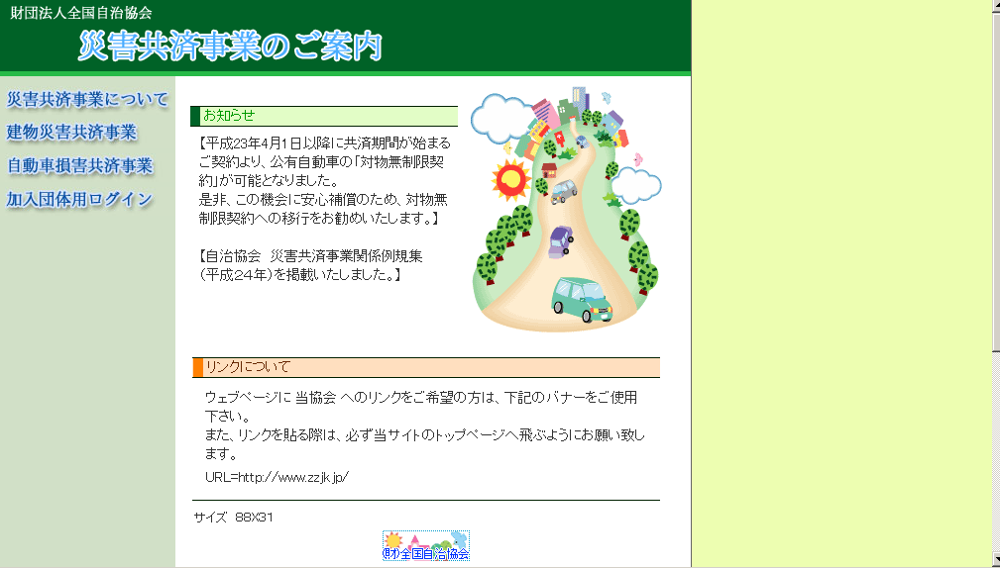 財団法人全国自治協会
災害共済事業のご案内
災害共済事業について
建物災害共済事業
自動車損害共済事業
加入団体用ログイン
お知らせ
【平成23年4月1日以降に共済期間が始まる
ご契約より、公有自動車の「対物無制限契
約」が可能となりました。
是非、この機会に安心補償のため、対物無
制限契約への移行をお勧めいたします。】
【自治協会　災害共済事業関係例規集
（平成２４年）を掲載いたしました。】
リンクについて
ウェブページに 当協会 へのリンクをご希望の方は、下記のバナーをご使用
下さい。
また、リンクを貼る際は、必ず当サイトのトップページへ飛ぶようにお願い致し
ます。
URL=http://www.zzjk.jp/
サイズ　88X31
(財)全国自治協会